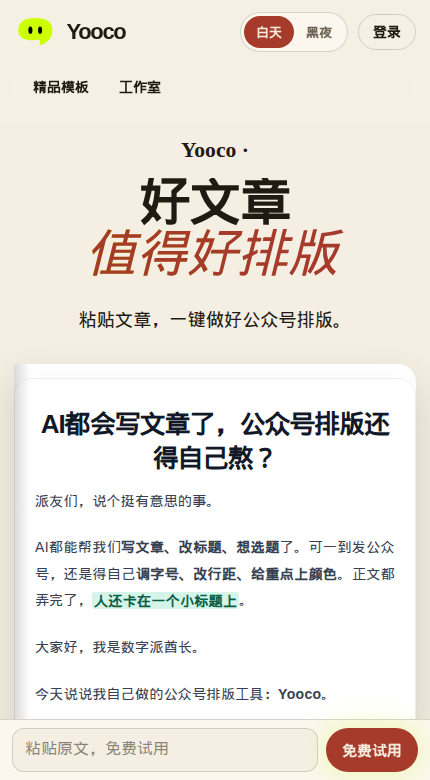 Yooco
白天 黑夜
登录
精品模板 工作室
Yooco ·
好文章
值得好排版
粘贴文章，一键做好公众号排版。
AI都会写文章了，公众号排版还
得自己熬？
派友们，说个挺有意思的事。
AI都能帮我们写文章、改标题、想选题了。可一到发公众
号，还是得自己调字号、改行距、给重点上颜色。正文都
弄完了，人还卡在一个小标题上。
大家好，我是数字派酋长。
今天说说我自己做的公众号排版工具：Yooco。
粘贴原文，免费试用
免费试用